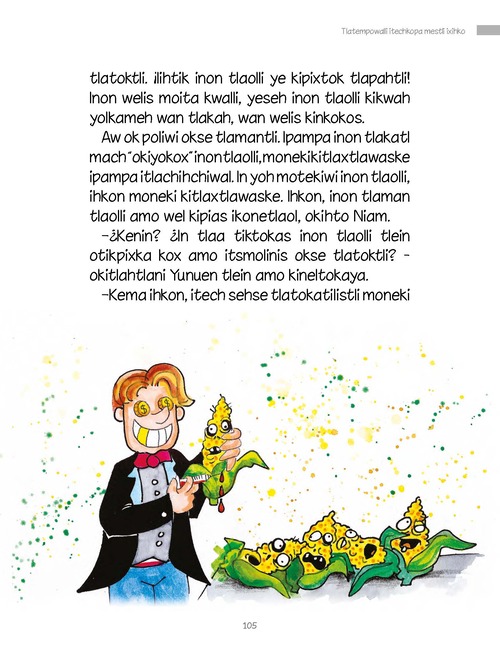 Tlatempowalli itechkopa mestli ixihko
tlatoktli. ¡Iihtik inon tlaolli ye kipixtok tlapahtli!
Inon welis moita kwalli, yeseh inon tlaolli kikwah
yolkameh wan tlakah, wan welis kinkokos.
Aw ok poliwi okse tlamantli. Ipampa inon tlakatl
mach "okiyokox" inon tlaolli, moneki kitlaxtlawaske
ipampa itlachihchiwal. In yoh motekiwi inon tlaolli,
ihkon moneki kitlaxtlawaske. Ihkon, inon tlaman
tlaolli amo wel kipias ikonetlaol, okihto Niam.
–¿Kenin? ¿In tlaa tiktokas inon tlaolli tlein
otikpixka kox amo itsmolinis okse tlatoktli? -
okitlahtlani Yunuen tlein amo kineltokaya.
–Kema ihkon, itech sehse tlatokatilistli moneki
105